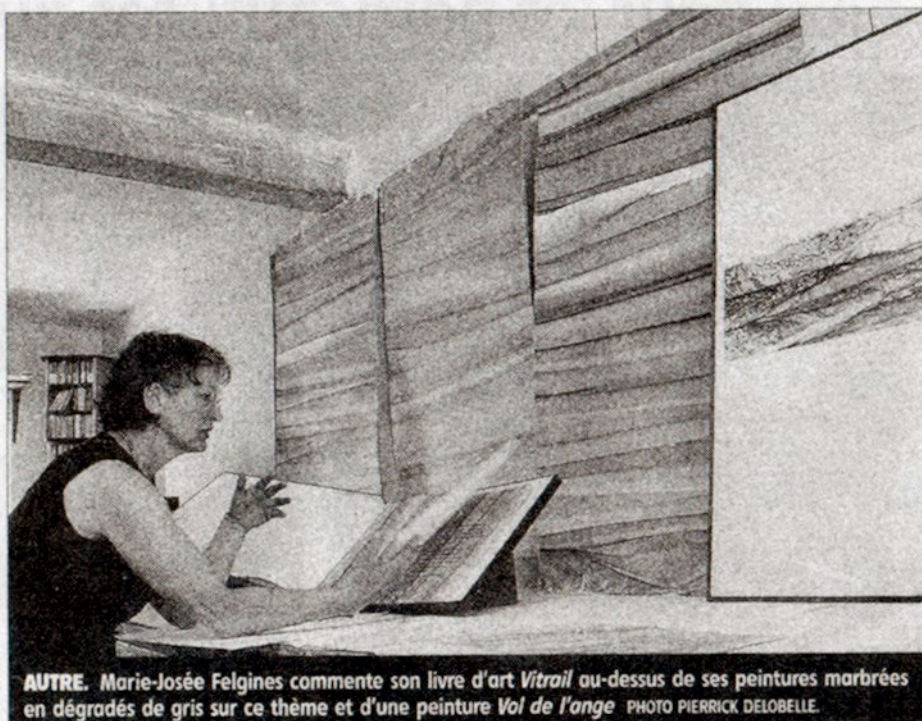 AUTRE. Marie-Josée Felgines commente son livre d'art Vitrail au-dessus de ses peintures marbrées
en dégradés de gris sur ce thème et d'une peinture Vol de l'ange PHOTO PIERRICK DELOBELLE.